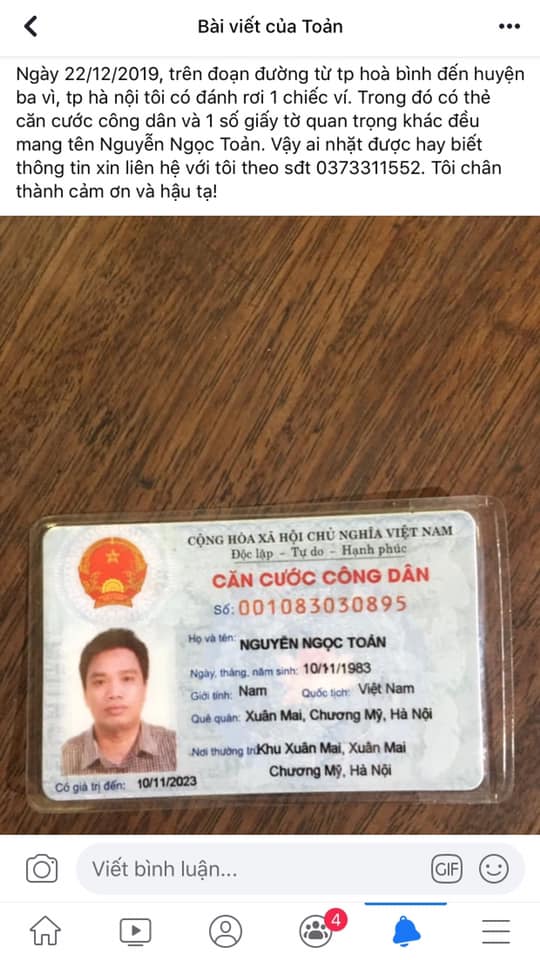 Bài viết của Toản
Ngày 22/12/2019, trên đoạn đường từ tp hoà bình đến huyện
ba vì, tp hà nội tôi có đánh rơi 1 chiếc ví. Trong đó có thẻ
căn cước công dân và 1 số giấy tờ quan trọng khác đều
mang tên Nguyễn Ngọc Toản. Vậy ai nhặt được hay biết
thông tin xin liên hệ với tôi theo sđt 0373311552. Tôi chân
thành cảm ơn và hậu tạ!
CỘNG HÒA XÃ HỘI CHỦ NGHĨA VIỆT NAM
Độc lập - Tự do - Hạnh phúc
CĂN CƯỚC CÔNG DÂN
Số: 001083030895
Họ và tên: NGUYỄN NGỌC TOẢN
Ngày, tháng, năm sinh: 10/11/1983
Giới tính: Nam Quốc tịch: Việt Nam
Quê quán: Xuân Mai, Chương Mỹ, Hà Nội
Nơi thường trú: Khu Xuân Mai, Xuân Mai
Chương Mỹ, Hà Nội
Có giá trị đến: 10/11/2023
Viết bình luận...
GIF
4